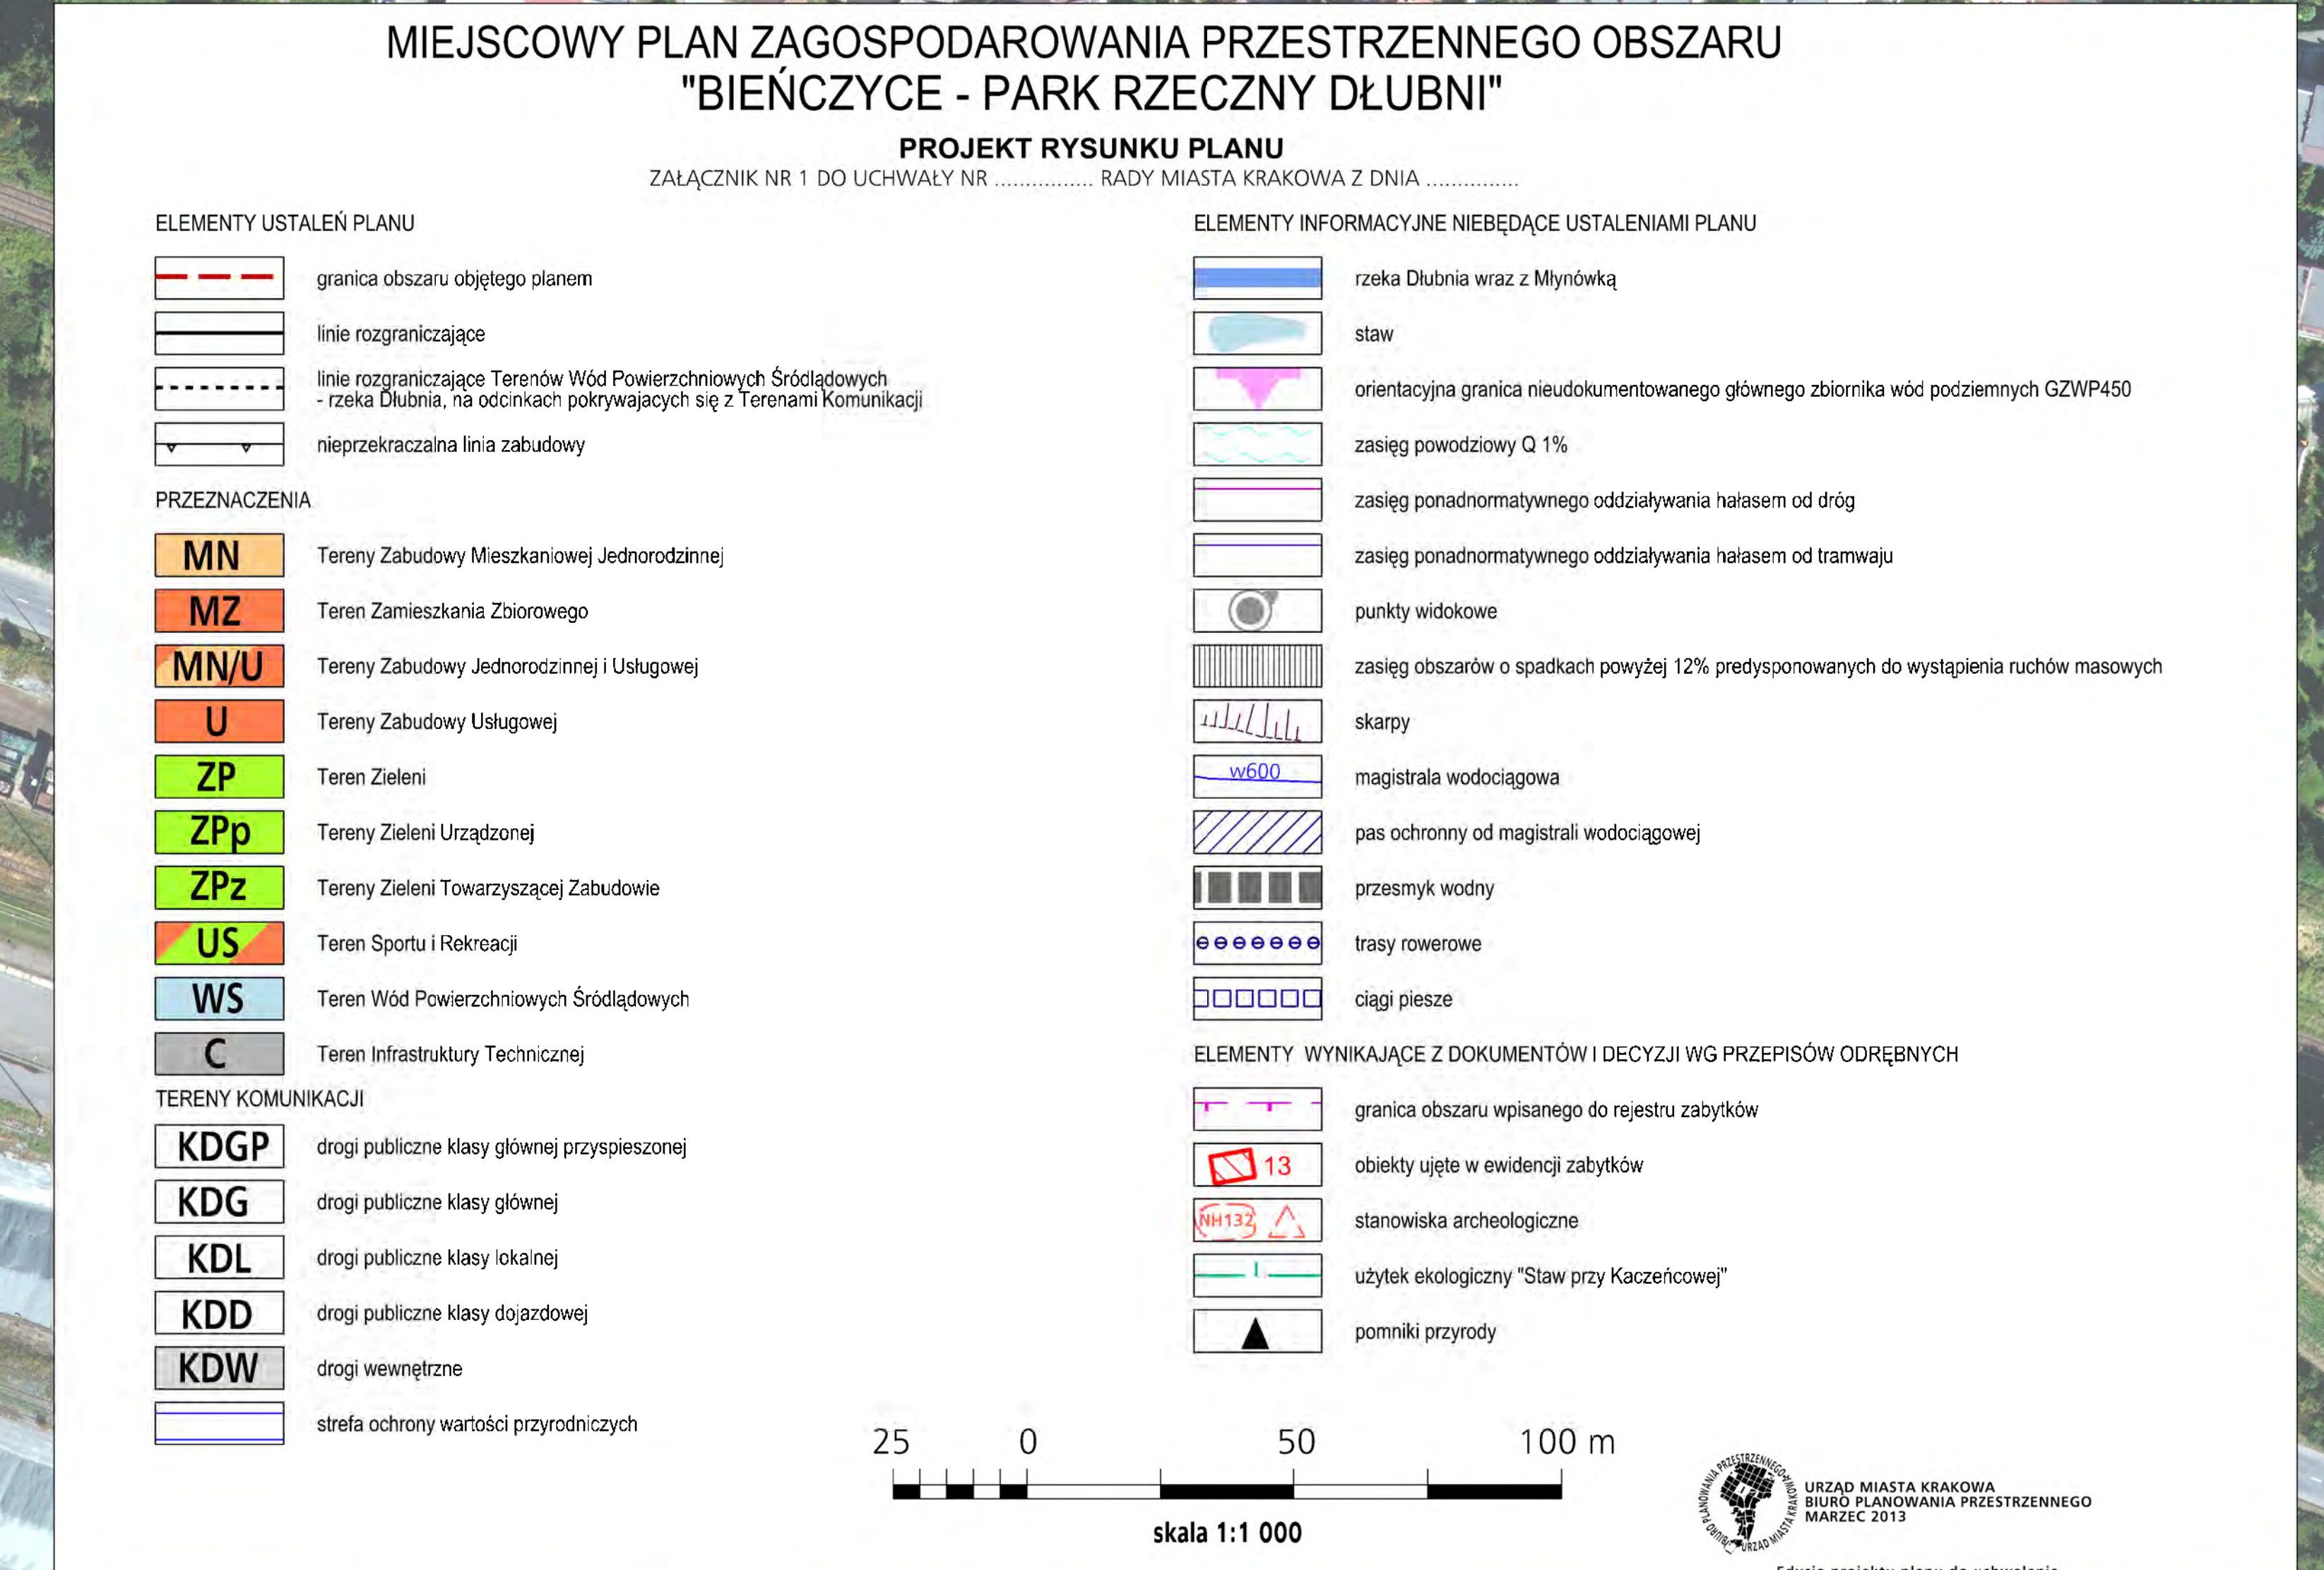 MIEJSCOWY PLAN ZAGOSPODAROWANIA PRZESTRZENNEGO OBSZARU
"BIEŃCZYCE - PARK RZECZNY DŁUBNI"
PROJEKT RYSUNKU PLANU
ZAŁĄCZNIK NR 1 DO UCHWAŁY NR ................ RADY MIASTA KRAKOWA Z DNIA ...............
ELEMENTY USTALEŃ PLANU
granica obszaru objętego planem
linie rozgraniczające
linie rozgraniczające Terenów Wód Powierzchniowych Śródlądowych
- rzeka Dłubnia, na odcinkach pokrywajacych się z Terenami Komunikacji
nieprzekraczalna linia zabudowy
PRZEZNACZENIA
MN Tereny Zabudowy Mieszkaniowej Jednorodzinnej
MZ Teren Zamieszkania Zbiorowego
MN/U Tereny Zabudowy Jednorodzinnej i Usługowej
U Tereny Zabudowy Usługowej
ZP Teren Zieleni
ZPp Tereny Zieleni Urządzonej
ZPz Tereny Zieleni Towarzyszącej Zabudowie
US Teren Sportu i Rekreacji
WS Teren Wód Powierzchniowych Śródlądowych
C Teren Infrastruktury Technicznej
TERENY KOMUNIKACJI
KDGP drogi publiczne klasy głównej przyspieszonej
KDG drogi publiczne klasy głównej
KDL drogi publiczne klasy lokalnej
KDD drogi publiczne klasy dojazdowej
KDW drogi wewnętrzne
strefa ochrony wartości przyrodniczych
ELEMENTY INFORMACYJNE NIEBĘDĄCE USTALENIAMI PLANU
rzeka Dłubnia wraz z Młynówką
staw
orientacyjna granica nieudokumentowanego głównego zbiornika wód podziemnych GZWP450
zasięg powodziowy Q 1%
zasięg ponadnormatywnego oddziaływania hałasem od dróg
zasięg ponadnormatywnego oddziaływania hałasem od tramwaju
punkty widokowe
zasięg obszarów o spadkach powyżej 12% predysponowanych do wystąpienia ruchów masowych
skarpy
w600 magistrala wodociągowa
pas ochronny od magistrali wodociągowej
przesmyk wodny
trasy rowerowe
ciągi piesze
ELEMENTY WYNIKAJĄCE Z DOKUMENTÓW I DECYZJI WG PRZEPISÓW ODRĘBNYCH
granica obszaru wpisanego do rejestru zabytków
13 obiekty ujęte w ewidencji zabytków
NH132 stanowiska archeologiczne
użytek ekologiczny "Staw przy Kaczeńcowej"
pomniki przyrody
25 0 50 100 m
skala 1:1 000
BIURO PLANOWANIA PRZESTRZENNEGO
URZĄD MIASTA KRAKOWA
URZĄD MIASTA KRAKOWA
BIURO PLANOWANIA PRZESTRZENNEGO
MARZEC 2013